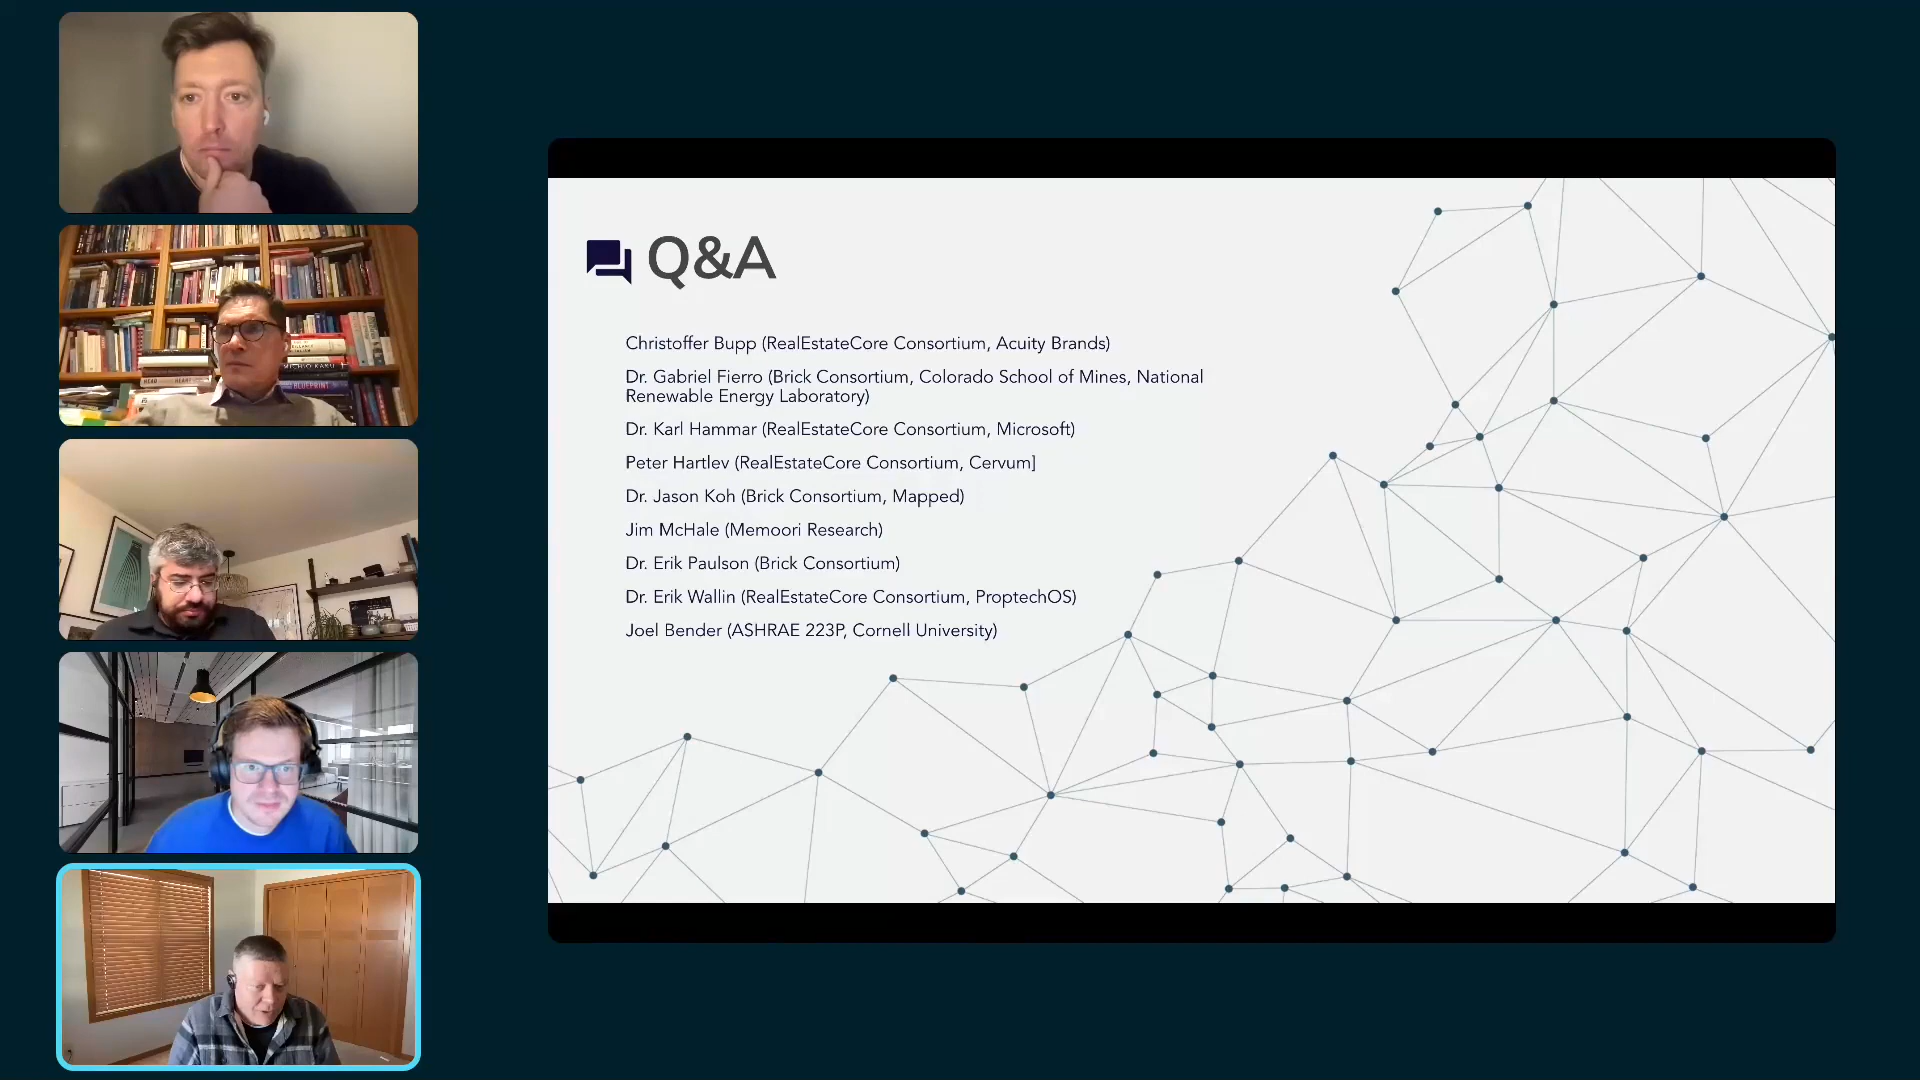 MICHIO KAKU
BLUEPRINT
Q&A
Christoffer Bupp (RealEstateCore Consortium, Acuity Brands)
Dr. Gabriel Fierro (Brick Consortium, Colorado School of Mines, National
Renewable Energy Laboratory)
Dr. Karl Hammar (RealEstateCore Consortium, Microsoft)
Peter Hartlev (RealEstateCore Consortium, Cervum]
Dr. Jason Koh (Brick Consortium, Mapped)
Jim McHale (Memoori Research)
Dr. Erik Paulson (Brick Consortium)
Dr. Erik Wallin (RealEstateCore Consortium, ProptechOS)
Joel Bender (ASHRAE 223P, Cornell University)